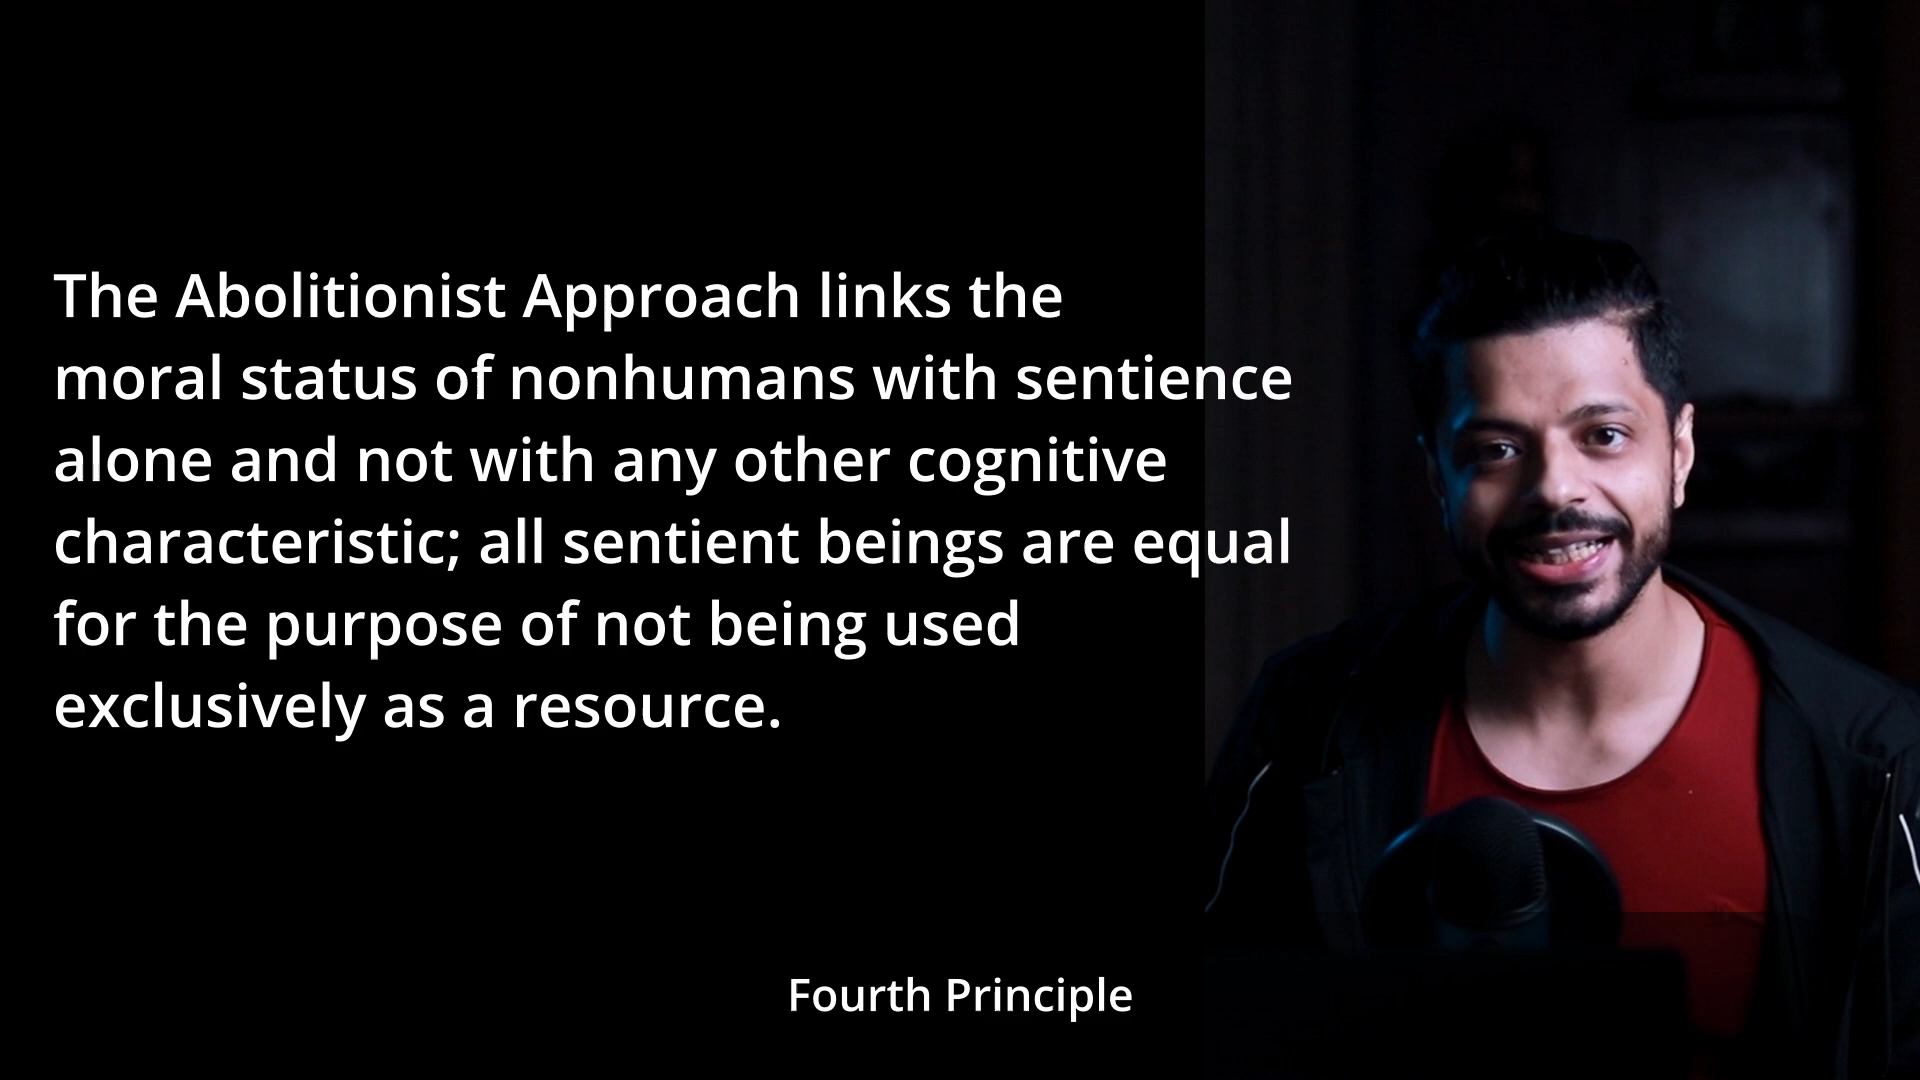 The Abolitionist Approach links the
moral status of nonhumans with sentience
alone and not with any other cognitive
characteristic; all sentient beings are equal
for the purpose of not being used
exclusively as a resource.
Fourth Principle